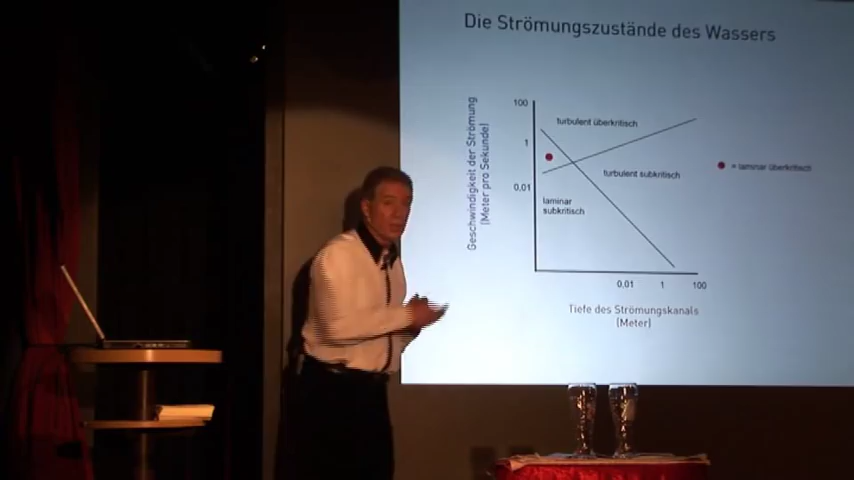 Die Strömungszustände des Wassers
Geschwindigkeit der Strömung
(Meter pro Sekunde)
100
1
0,01
turbulent überkritisch
turbulent subkritisch
laminar
subkritisch
= laminar überkritisch
0,01 1 100
Tiefe des Strömungskanals
(Meter)